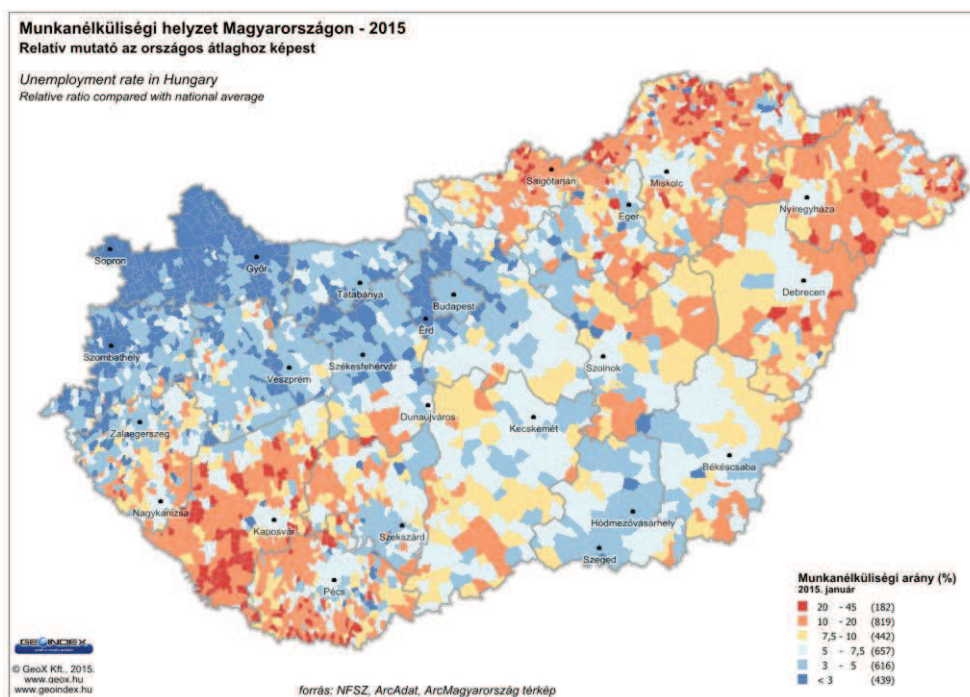 Munkanélküliségi helyzet Magyarországon - 2015
Relatív mutató az országos átlaghoz képest
Unemployment rate in Hungary
Relative ratio compared with national average
Salgótarján
Miskolc
Eger
Nyíregyháza
Sopron
Győr
Tatabánya
Budapest
Debrecen
Érd
Szombathely
Székesfehérvár
Veszprém
Szolnok
Dunaújváros
Kecskemét
Zalaegerszeg
Békéscsaba
Nagykanizsa
Kaposvár
Szekszárd
Hódmezővásárhely
Szeged
Pécs
Munkanélküliségi arány (%)
2015. január
20 - 45 (182)
10 - 20 (819)
7,5 - 10 (442)
5 - 7,5 (657)
3 - 5 (616)
< 3 (439)
GEOINDEX
© GeoX Kft., 2015.
www.geox.hu
www.geoindex.hu
forrás: NFSZ, ArcAdat, ArcMagyarország térkép